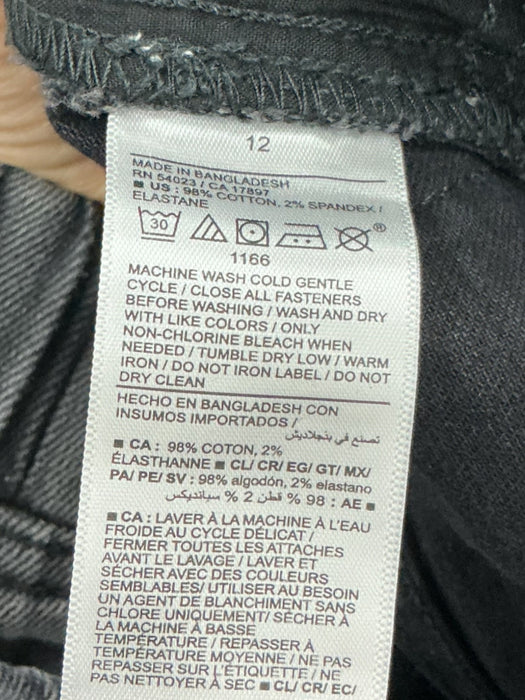 12
MADE IN BANGLADESH
RN 54023 / CA 17897
■ US : 98% COTTON, 2% SPANDEX /
ELASTANE
30
®
1166
MACHINE WASH COLD GENTLE
CYCLE / CLOSE ALL FASTENERS
BEFORE WASHING / WASH AND DRY
WITH LIKE COLORS / ONLY
NON-CHLORINE BLEACH WHEN
NEEDED / TUMBLE DRY LOW / WARM
IRON / DO NOT IRON LABEL / DO NOT
DRY CLEAN
HECHO EN BANGLADESH CON
INSUMOS IMPORTADOS /
تصنع في بنجلاديش
■ CA : 98% COTON, 2%
ÉLASTHANNE ■ CL/ CR/ EG/ GT/ MX/
PA/ PE/ SV : 98% algodón, 2% elastano
■ AE : 98 % قطن 2 % سباندیکس
■ CA : LAVER À LA MACHINE À L'EAU
FROIDE AU CYCLE DÉLICAT /
FERMER TOUTES LES ATTACHES
AVANT LE LAVAGE / LAVER ET
SÉCHER AVEC DES COULEURS
SEMBLABLES/ UTILISER AU BESOIN
UN AGENT DE BLANCHIMENT SANS
CHLORE UNIQUEMENT/ SÉCHER À
LA MACHINE À BASSE
TEMPÉRATURE / REPASSER À
TEMPÉRATURE MOYENNE / NE PAS
REPASSER SUR L'ÉTIQUETTE / NE
PAS NETTOYER À SEC ■ CL/ CR/ EC/